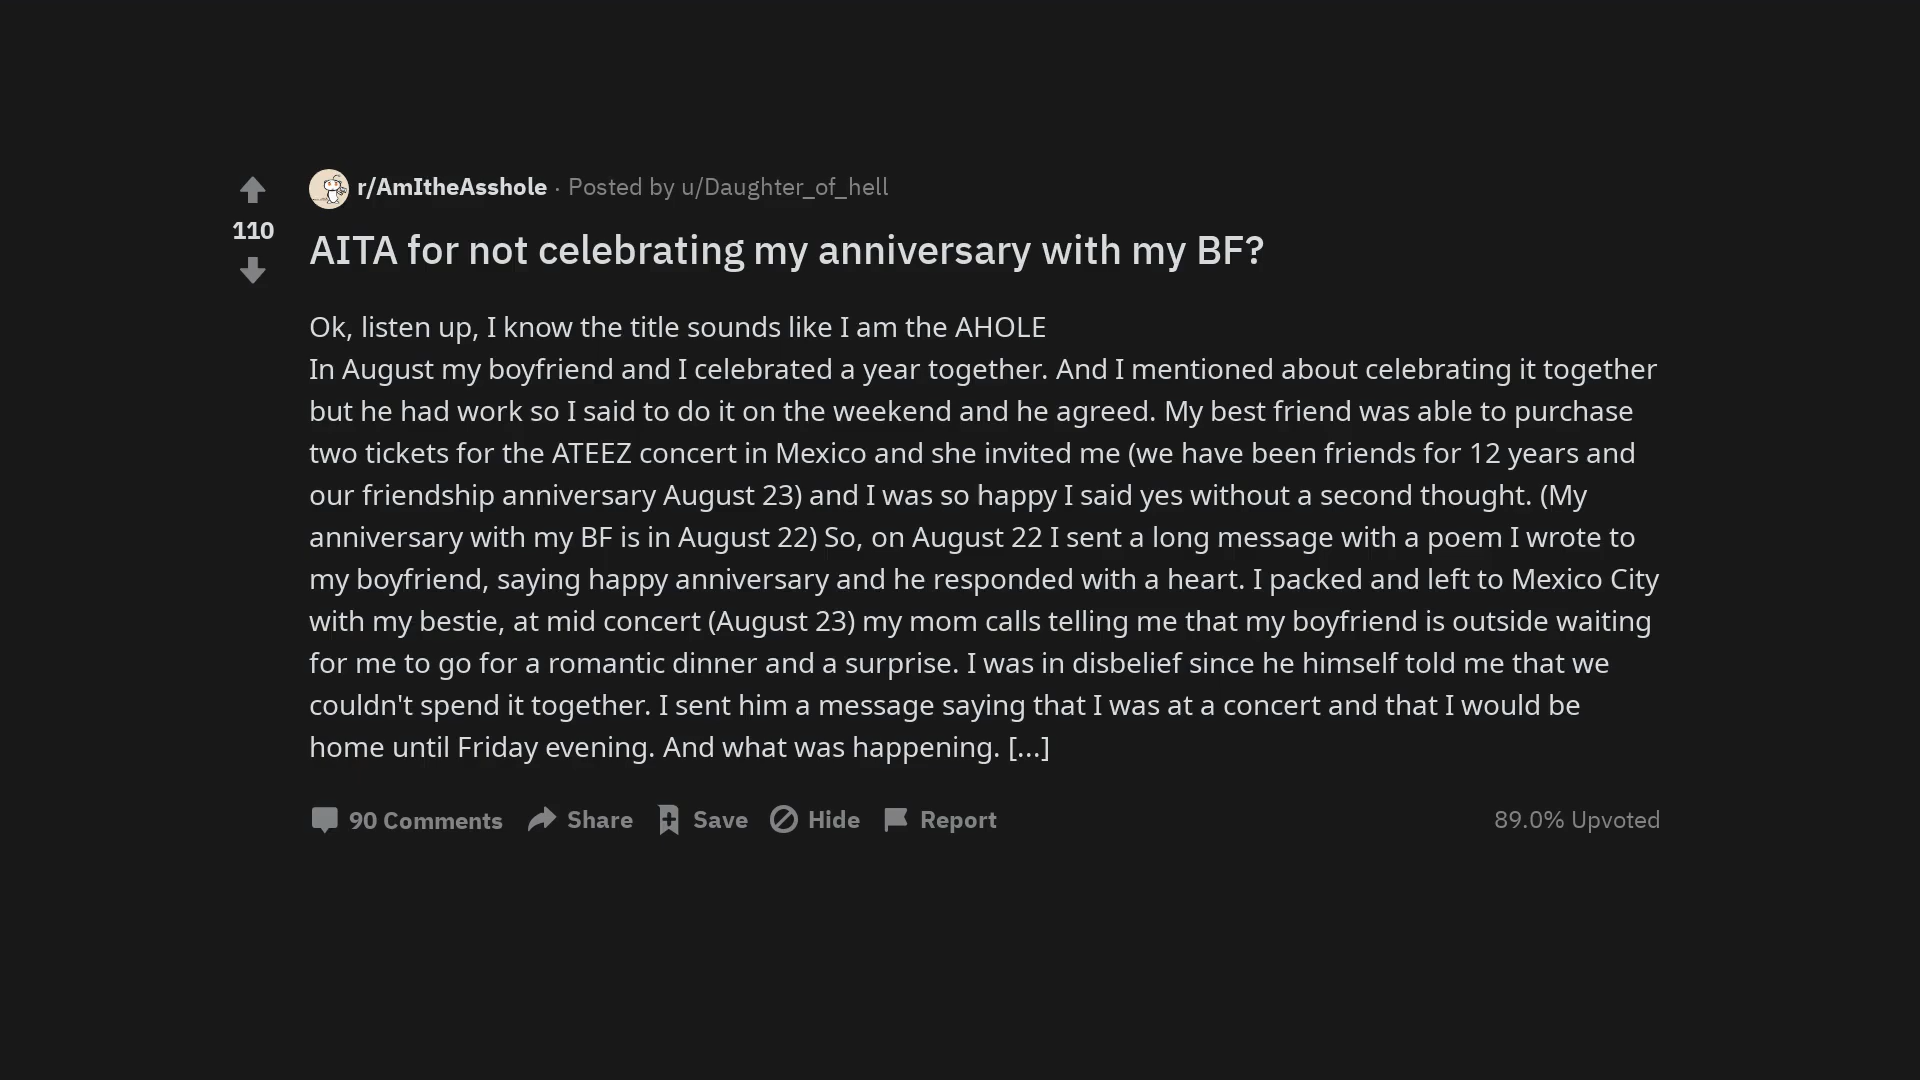 r/AmItheAsshole · Posted by u/Daughter_of_hell
110
AITA for not celebrating my anniversary with my BF?
Ok, listen up, I know the title sounds like I am the AHOLE
In August my boyfriend and I celebrated a year together. And I mentioned about celebrating it together
but he had work so I said to do it on the weekend and he agreed. My best friend was able to purchase
two tickets for the ATEEZ concert in Mexico and she invited me (we have been friends for 12 years and
our friendship anniversary August 23) and I was so happy I said yes without a second thought. (My
anniversary with my BF is in August 22) So, on August 22 I sent a long message with a poem I wrote to
my boyfriend, saying happy anniversary and he responded with a heart. I packed and left to Mexico City
with my bestie, at mid concert (August 23) my mom calls telling me that my boyfriend is outside waiting
for me to go for a romantic dinner and a surprise. I was in disbelief since he himself told me that we
couldn't spend it together. I sent him a message saying that I was at a concert and that I would be
home until Friday evening. And what was happening. [...]
90 Comments Share Save Hide Report 89.0% Upvoted